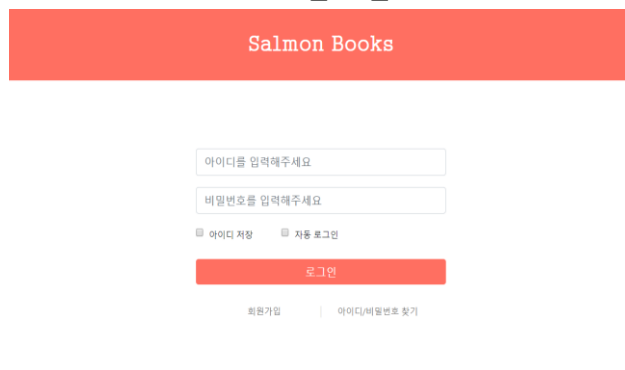 Salmon Books
아이디를 입력해주세요
비밀번호를 입력해주세요
아이디 저장 자동 로그인
로그인
회원가입 | 아이디/비밀번호 찾기